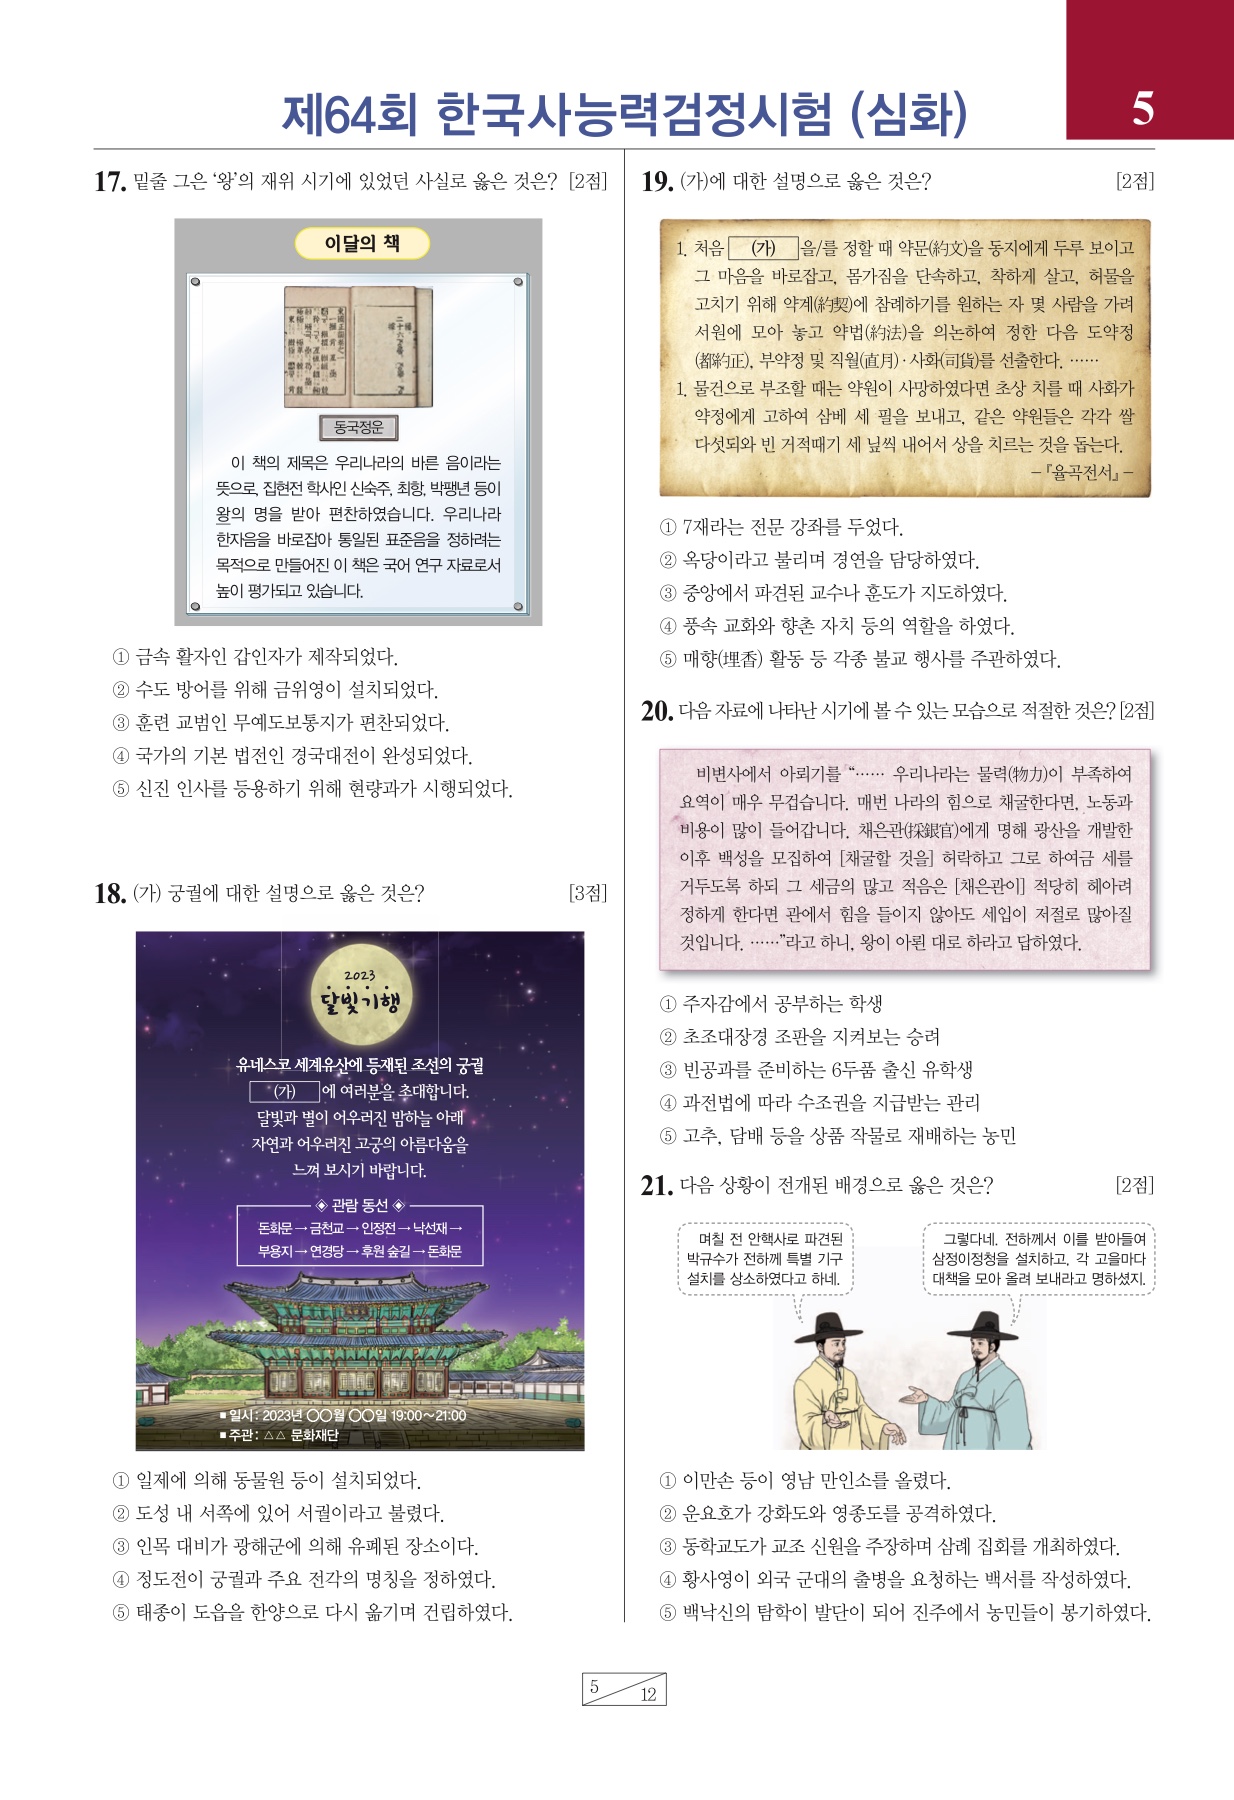 제64회 한국사능력검정시험 (심화)
5
17. 밑줄 그은 ‘왕’의 재위 시기에 있었던 사실로 옳은 것은? [2점]
이달의 책
동국정운
이 책의 제목은 우리나라의 바른 음이라는
뜻으로, 집현전 학사인 신숙주, 최항, 박팽년 등이
왕의 명을 받아 편찬하였습니다. 우리나라
한자음을 바로잡아 통일된 표준음을 정하려는
목적으로 만들어진 이 책은 국어 연구 자료로서
높이 평가되고 있습니다.
① 금속 활자인 갑인자가 제작되었다.
② 수도 방어를 위해 금위영이 설치되었다.
③ 훈련 교범인 무예도보통지가 편찬되었다.
④ 국가의 기본 법전인 경국대전이 완성되었다.
⑤ 신진 인사를 등용하기 위해 현량과가 시행되었다.
18. (가) 궁궐에 대한 설명으로 옳은 것은? [3점]
2023
달빛기행
유네스코 세계유산에 등재된 조선의 궁궐
(가) 에 여러분을 초대합니다.
달빛과 별이 어우러진 밤하늘 아래
자연과 어우러진 고궁의 아름다움을
느껴 보시기 바랍니다.
◈ 관람 동선 ◈
돈화문 → 금천교 → 인정전 → 낙선재 →
부용지 → 연경당 → 후원 숲길 → 돈화문
■ 일시 : 2023년 ○○월 ○○일 19:00～21:00
■ 주관 : △△ 문화재단
① 일제에 의해 동물원 등이 설치되었다.
② 도성 내 서쪽에 있어 서궐이라고 불렸다.
③ 인목 대비가 광해군에 의해 유폐된 장소이다.
④ 정도전이 궁궐과 주요 전각의 명칭을 정하였다.
⑤ 태종이 도읍을 한양으로 다시 옮기며 건립하였다.
19. (가)에 대한 설명으로 옳은 것은? [2점]
1. 처음 (가) 을/를 정할 때 약문(約文)을 동지에게 두루 보이고
그 마음을 바로잡고, 몸가짐을 단속하고, 착하게 살고, 허물을
고치기 위해 약계(約契)에 참례하기를 원하는 자 몇 사람을 가려
서원에 모아 놓고 약법(約法)을 의논하여 정한 다음 도약정
(都約正), 부약정 및 직월(直月)·사화(司貨)를 선출한다. ……
1. 물건으로 부조할 때는 약원이 사망하였다면 초상 치를 때 사화가
약정에게 고하여 삼베 세 필을 보내고, 같은 약원들은 각각 쌀
다섯되와 빈 거적때기 세 닢씩 내어서 상을 치르는 것을 돕는다.
- 『율곡전서』 -
① 7재라는 전문 강좌를 두었다.
② 옥당이라고 불리며 경연을 담당하였다.
③ 중앙에서 파견된 교수나 훈도가 지도하였다.
④ 풍속 교화와 향촌 자치 등의 역할을 하였다.
⑤ 매향(埋香) 활동 등 각종 불교 행사를 주관하였다.
20. 다음 자료에 나타난 시기에 볼 수 있는 모습으로 적절한 것은? [2점]
비변사에서 아뢰기를 “…… 우리나라는 물력(物力)이 부족하여
요역이 매우 무겁습니다. 매번 나라의 힘으로 채굴한다면, 노동과
비용이 많이 들어갑니다. 채은관(採銀官)에게 명해 광산을 개발한
이후 백성을 모집하여 [채굴할 것을] 허락하고 그로 하여금 세를
거두도록 하되 그 세금의 많고 적음은 [채은관이] 적당히 헤아려
정하게 한다면 관에서 힘을 들이지 않아도 세입이 저절로 많아질
것입니다. ……”라고 하니, 왕이 아뢴 대로 하라고 답하였다.
① 주자감에서 공부하는 학생
② 초조대장경 조판을 지켜보는 승려
③ 빈공과를 준비하는 6두품 출신 유학생
④ 과전법에 따라 수조권을 지급받는 관리
⑤ 고추, 담배 등을 상품 작물로 재배하는 농민
21. 다음 상황이 전개된 배경으로 옳은 것은? [2점]
며칠 전 안핵사로 파견된
박규수가 전하께 특별 기구
설치를 상소하였다고 하네.
그렇다네. 전하께서 이를 받아들여
삼정이정청을 설치하고, 각 고을마다
대책을 모아 올려 보내라고 명하셨지.
① 이만손 등이 영남 만인소를 올렸다.
② 운요호가 강화도와 영종도를 공격하였다.
③ 동학교도가 교조 신원을 주장하며 삼례 집회를 개최하였다.
④ 황사영이 외국 군대의 출병을 요청하는 백서를 작성하였다.
⑤ 백낙신의 탐학이 발단이 되어 진주에서 농민들이 봉기하였다.
5
12